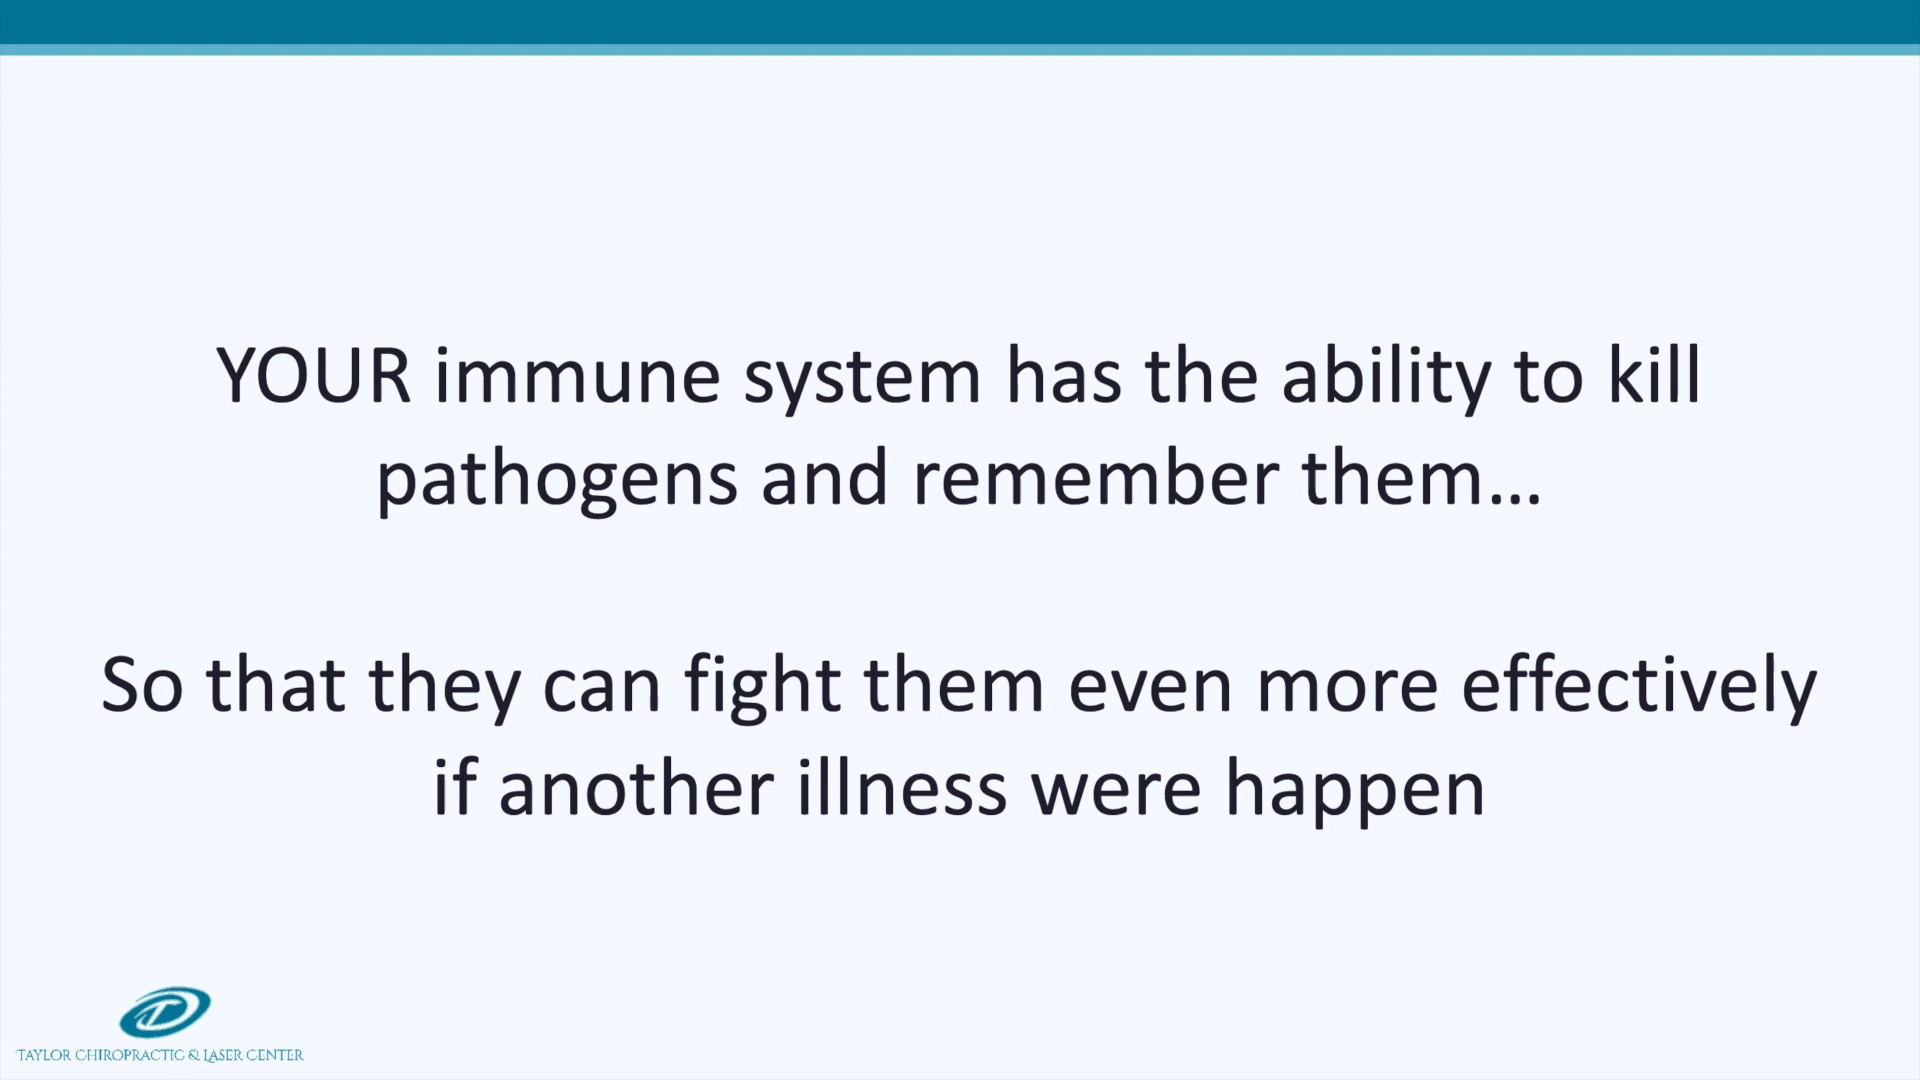 YOUR immune system has the ability to kill
pathogens and remember them...
So that they can fight them even more effectively
if another illness were happen
TAYLOR CHIROPRACTIC & LASER CENTER